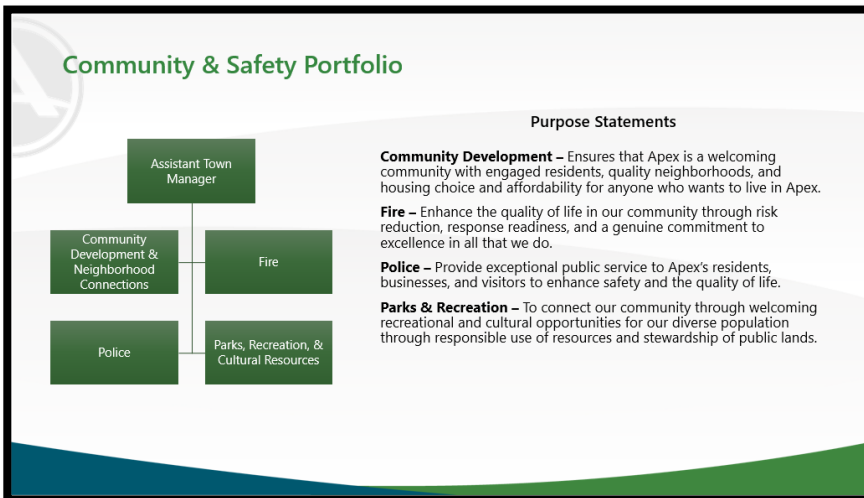 Community & Safety Portfolio
Assistant Town
Manager
Community
Development &
Neighborhood
Connections
Fire
Police
Parks, Recreation, &
Cultural Resources
Purpose Statements
Community Development – Ensures that Apex is a welcoming
community with engaged residents, quality neighborhoods, and
housing choice and affordability for anyone who wants to live in Apex.
Fire – Enhance the quality of life in our community through risk
reduction, response readiness, and a genuine commitment to
excellence in all that we do.
Police – Provide exceptional public service to Apex's residents,
businesses, and visitors to enhance safety and the quality of life.
Parks & Recreation – To connect our community through welcoming
recreational and cultural opportunities for our diverse population
through responsible use of resources and stewardship of public lands.